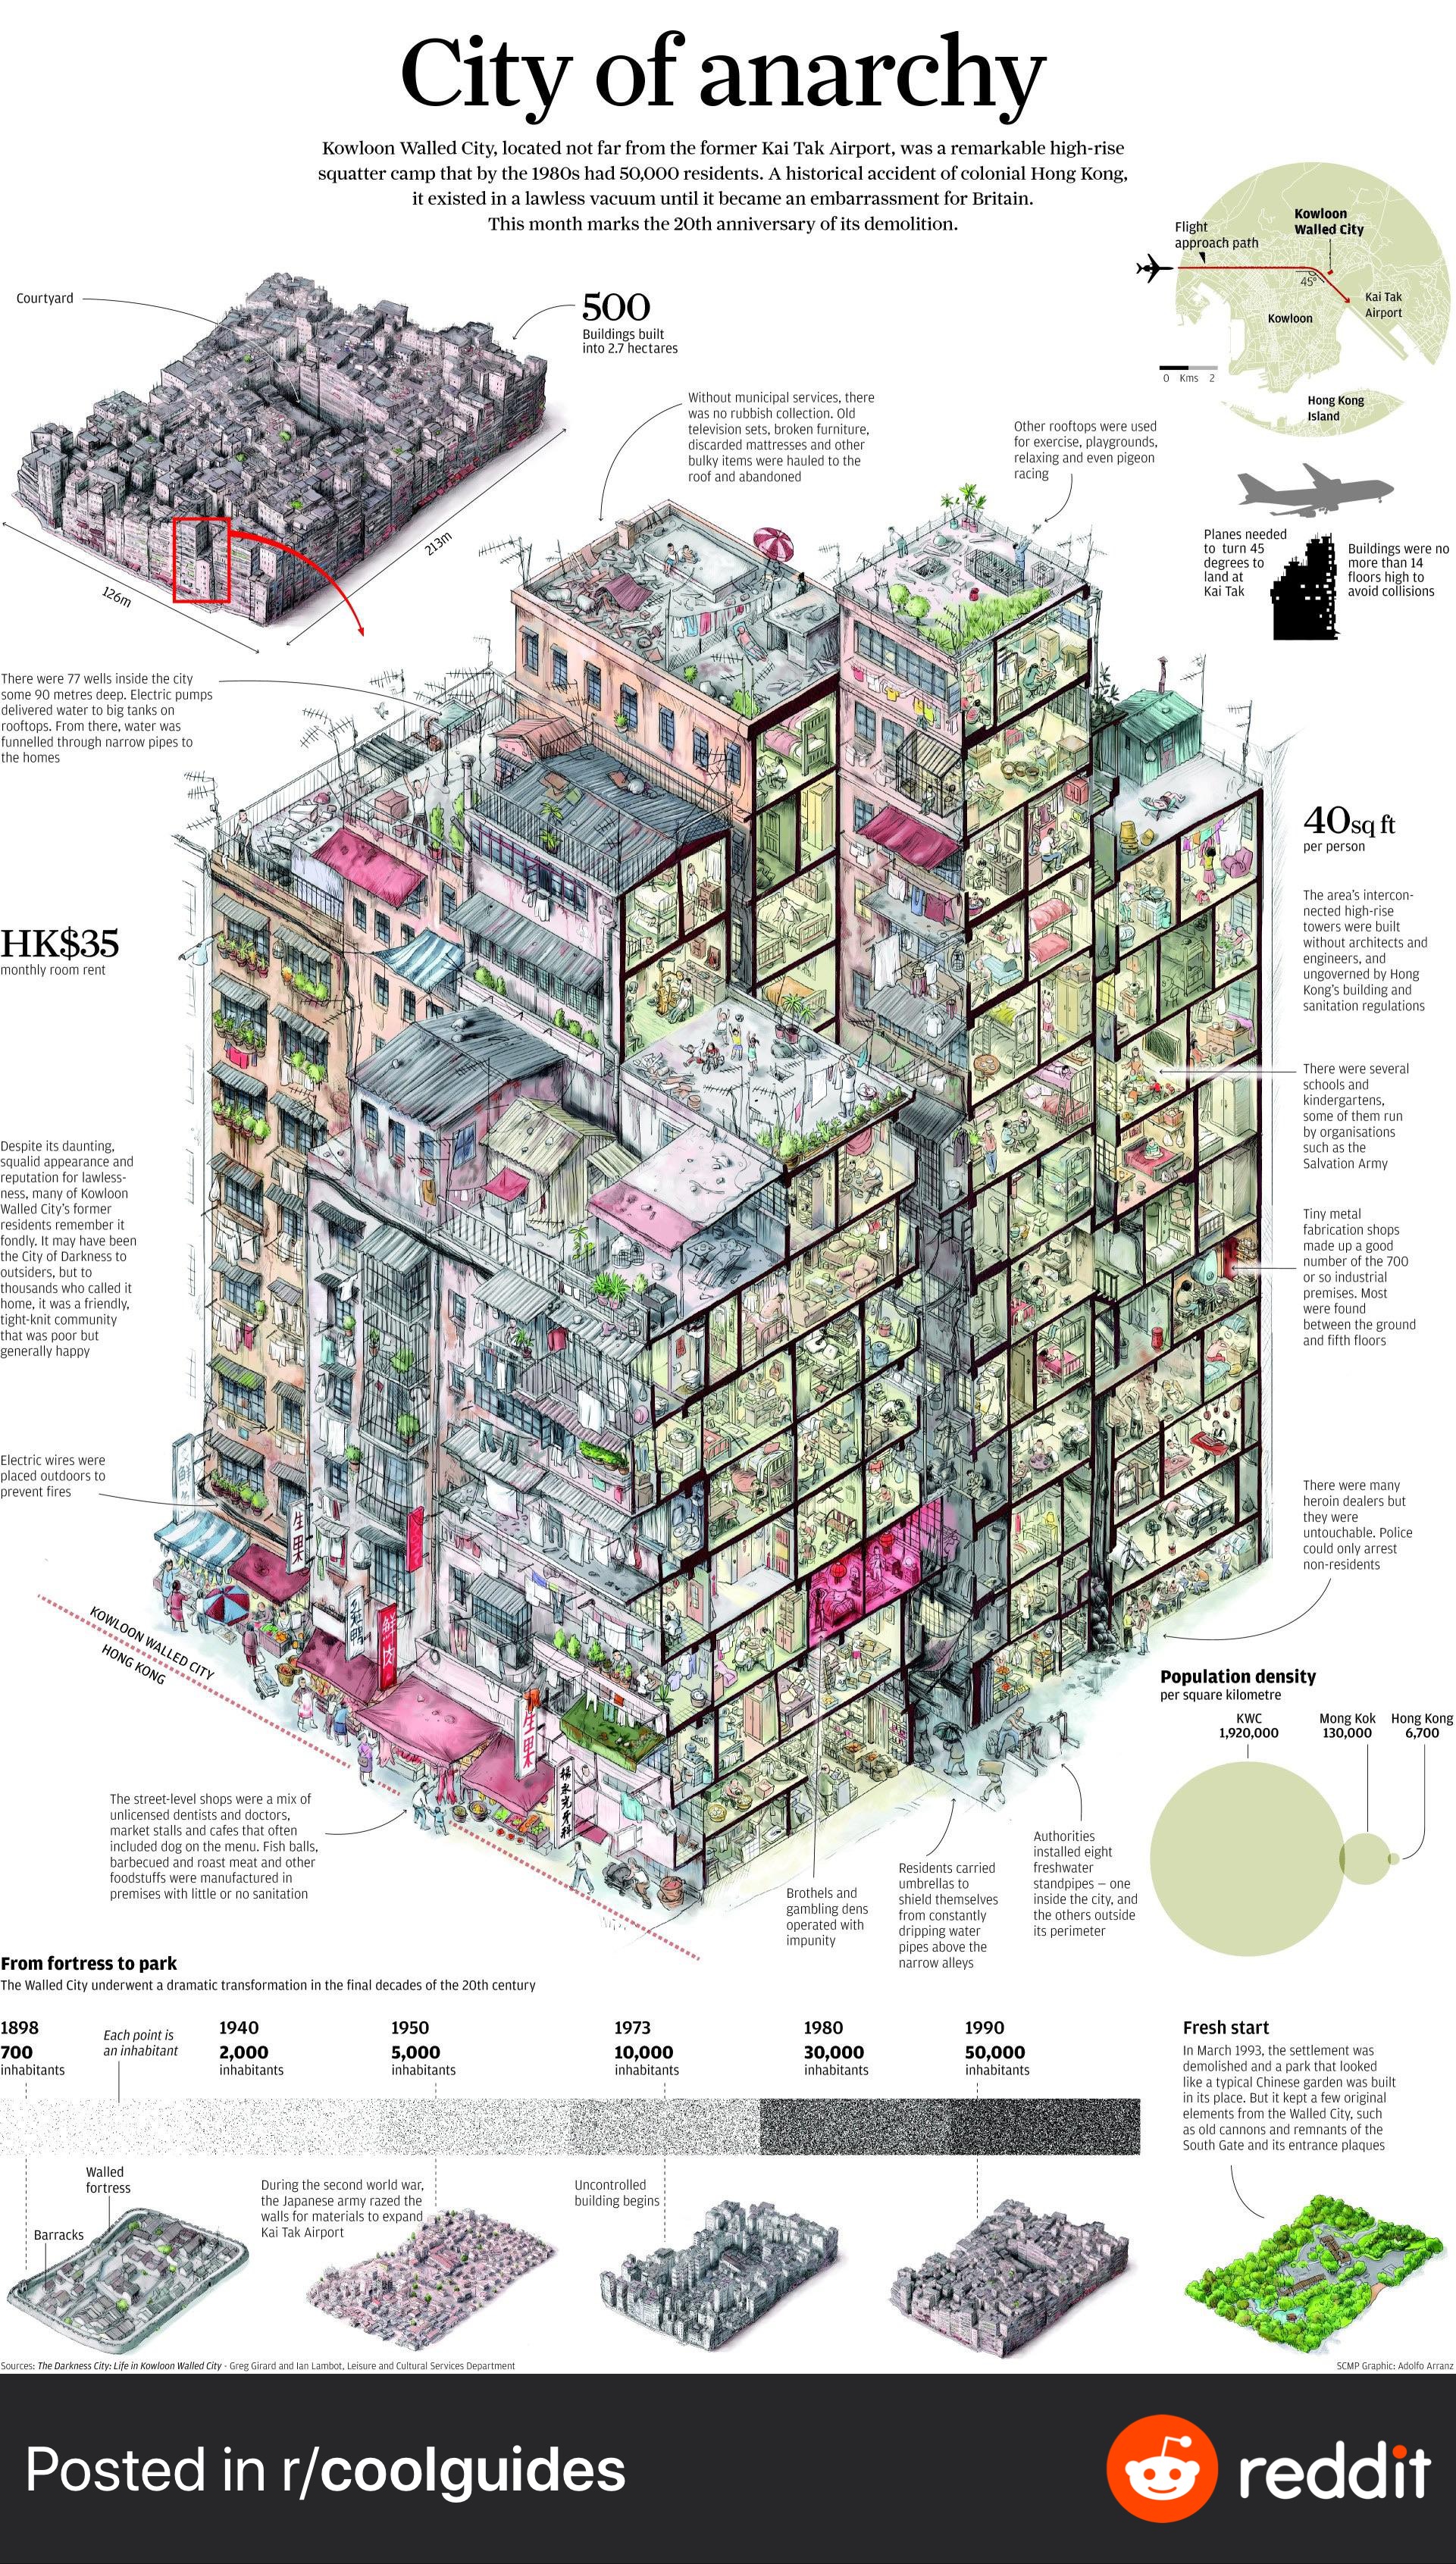 City of anarchy
Kowloon Walled City, located not far from the former Kai Tak Airport, was a remarkable high-rise
squatter camp that by the 1980s had 50,000 residents. A historical accident of colonial Hong Kong,
it existed in a lawless vacuum until it became an embarrassment for Britain.
This month marks the 20th anniversary of its demolition.
Flight
approach path
Kowloon
Walled City
45°
Kai Tak
Airport
Kowloon
0 Kms 2
Hong Kong
Island
Courtyard
500
Buildings built
into 2.7 hectares
213m
126m
Without municipal services, there
was no rubbish collection. Old
television sets, broken furniture,
discarded mattresses and other
bulky items were hauled to the
roof and abandoned
Other rooftops were used
for exercise, playgrounds,
relaxing and even pigeon
racing
Planes needed
to turn 45
degrees to
land at
Kai Tak
Buildings were no
more than 14
floors high to
avoid collisions
There were 77 wells inside the city
some 90 metres deep. Electric pumps
delivered water to big tanks on
rooftops. From there, water was
funnelled through narrow pipes to
the homes
40sq ft
per person
The area's intercon-
nected high-rise
towers were built
without architects and
engineers, and
ungoverned by Hong
Kong's building and
sanitation regulations
HK$35
monthly room rent
There were several
schools and
kindergartens,
some of them run
by organisations
such as the
Salvation Army
Despite its daunting,
squalid appearance and
reputation for lawless-
ness, many of Kowloon
Walled City's former
residents remember it
fondly. It may have been
the City of Darkness to
outsiders, but to
thousands who called it
home, it was a friendly,
tight-knit community
that was poor but
generally happy
Tiny metal
fabrication shops
made up a good
number of the 700
or so industrial
premises. Most
were found
between the ground
and fifth floors
Electric wires were
placed outdoors to
prevent fires
There were many
heroin dealers but
they were
untouchable. Police
could only arrest
non-residents
生果
鮮肉
生果
KOWLOON WALLED CITY
HONG KONG
Population density
per square kilometre
KWC
1,920,000
Mong Kok
130,000
Hong Kong
6,700
The street-level shops were a mix of
unlicensed dentists and doctors,
market stalls and cafes that often
included dog on the menu. Fish balls,
barbecued and roast meat and other
foodstuffs were manufactured in
premises with little or no sanitation
Brothels and
gambling dens
operated with
impunity
Residents carried
umbrellas to
shield themselves
from constantly
dripping water
pipes above the
narrow alleys
Authorities
installed eight
freshwater
standpipes – one
inside the city, and
the others outside
its perimeter
From fortress to park
The Walled City underwent a dramatic transformation in the final decades of the 20th century
1898
700
inhabitants
Each point is
an inhabitant
1940
2,000
inhabitants
1950
5,000
inhabitants
1973
10,000
inhabitants
1980
30,000
inhabitants
1990
50,000
inhabitants
Fresh start
In March 1993, the settlement was
demolished and a park that looked
like a typical Chinese garden was built
in its place. But it kept a few original
elements from the Walled City, such
as old cannons and remnants of the
South Gate and its entrance plaques
Walled
fortress
Barracks
During the second world war,
the Japanese army razed the
walls for materials to expand
Kai Tak Airport
Uncontrolled
building begins
Sources: The Darkness City: Life in Kowloon Walled City - Greg Girard and Ian Lambot, Leisure and Cultural Services Department
SCMP Graphic: Adolfo Arranz
Posted in r/coolguides
reddit